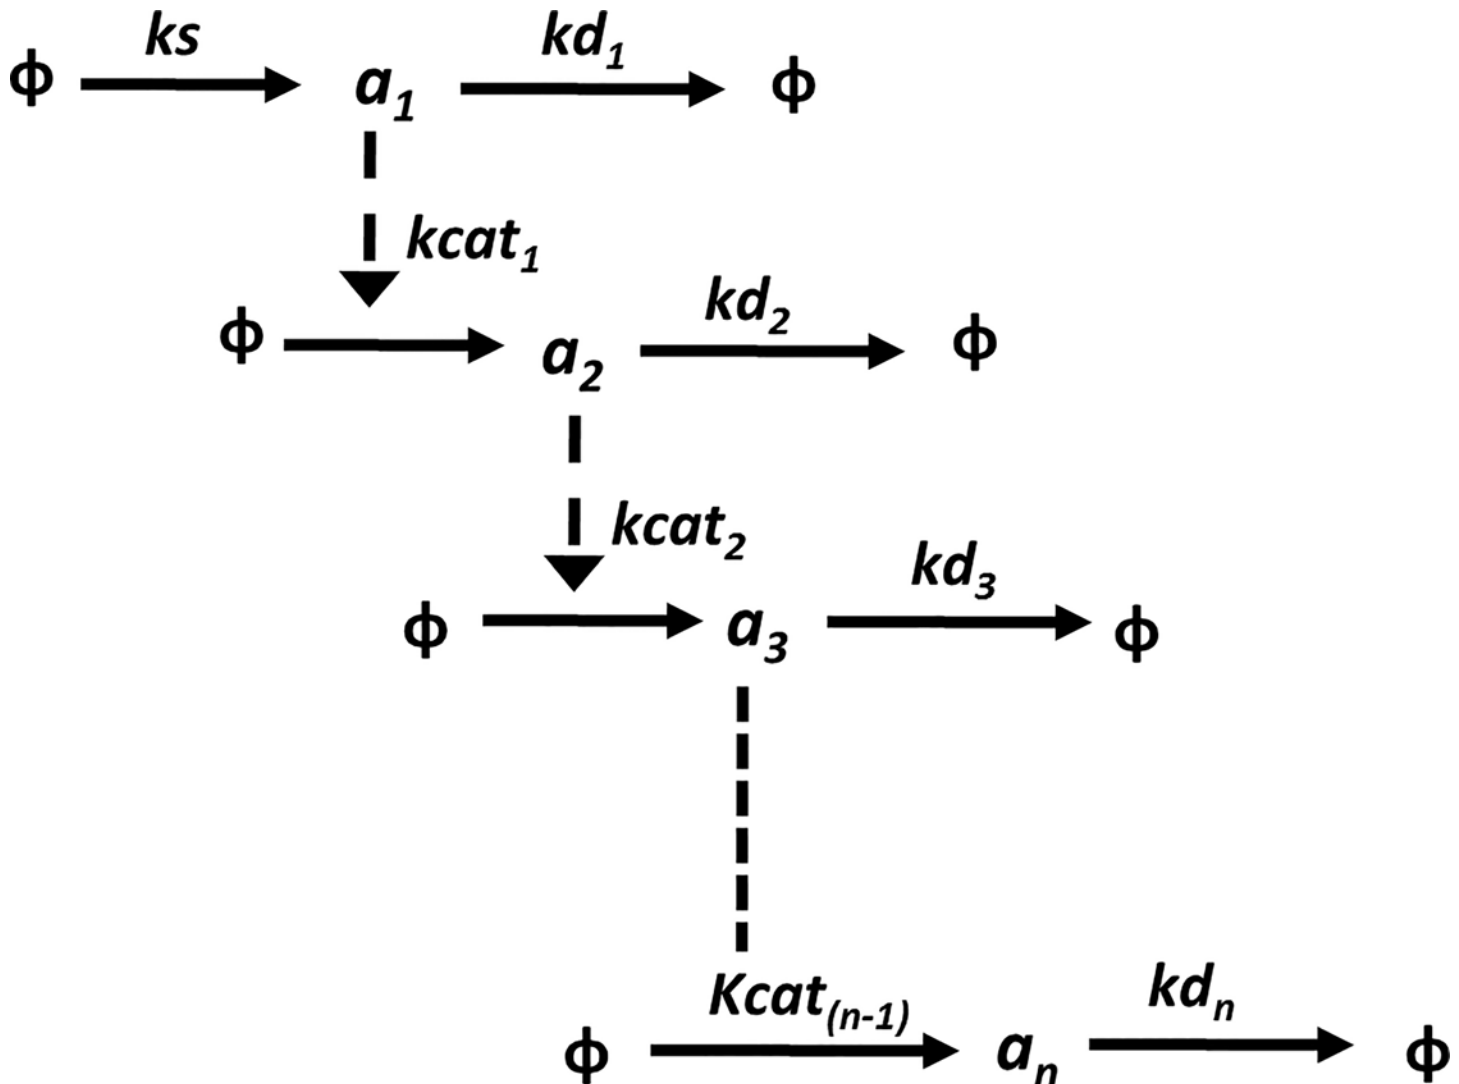 ks kd₁
ϕ a₁ ϕ
kcat₁
kd₂
ϕ a₂ ϕ
kcat₂
kd₃
ϕ a₃ ϕ
Kcat₍ₙ₋₁₎ kdₙ
ϕ aₙ ϕ